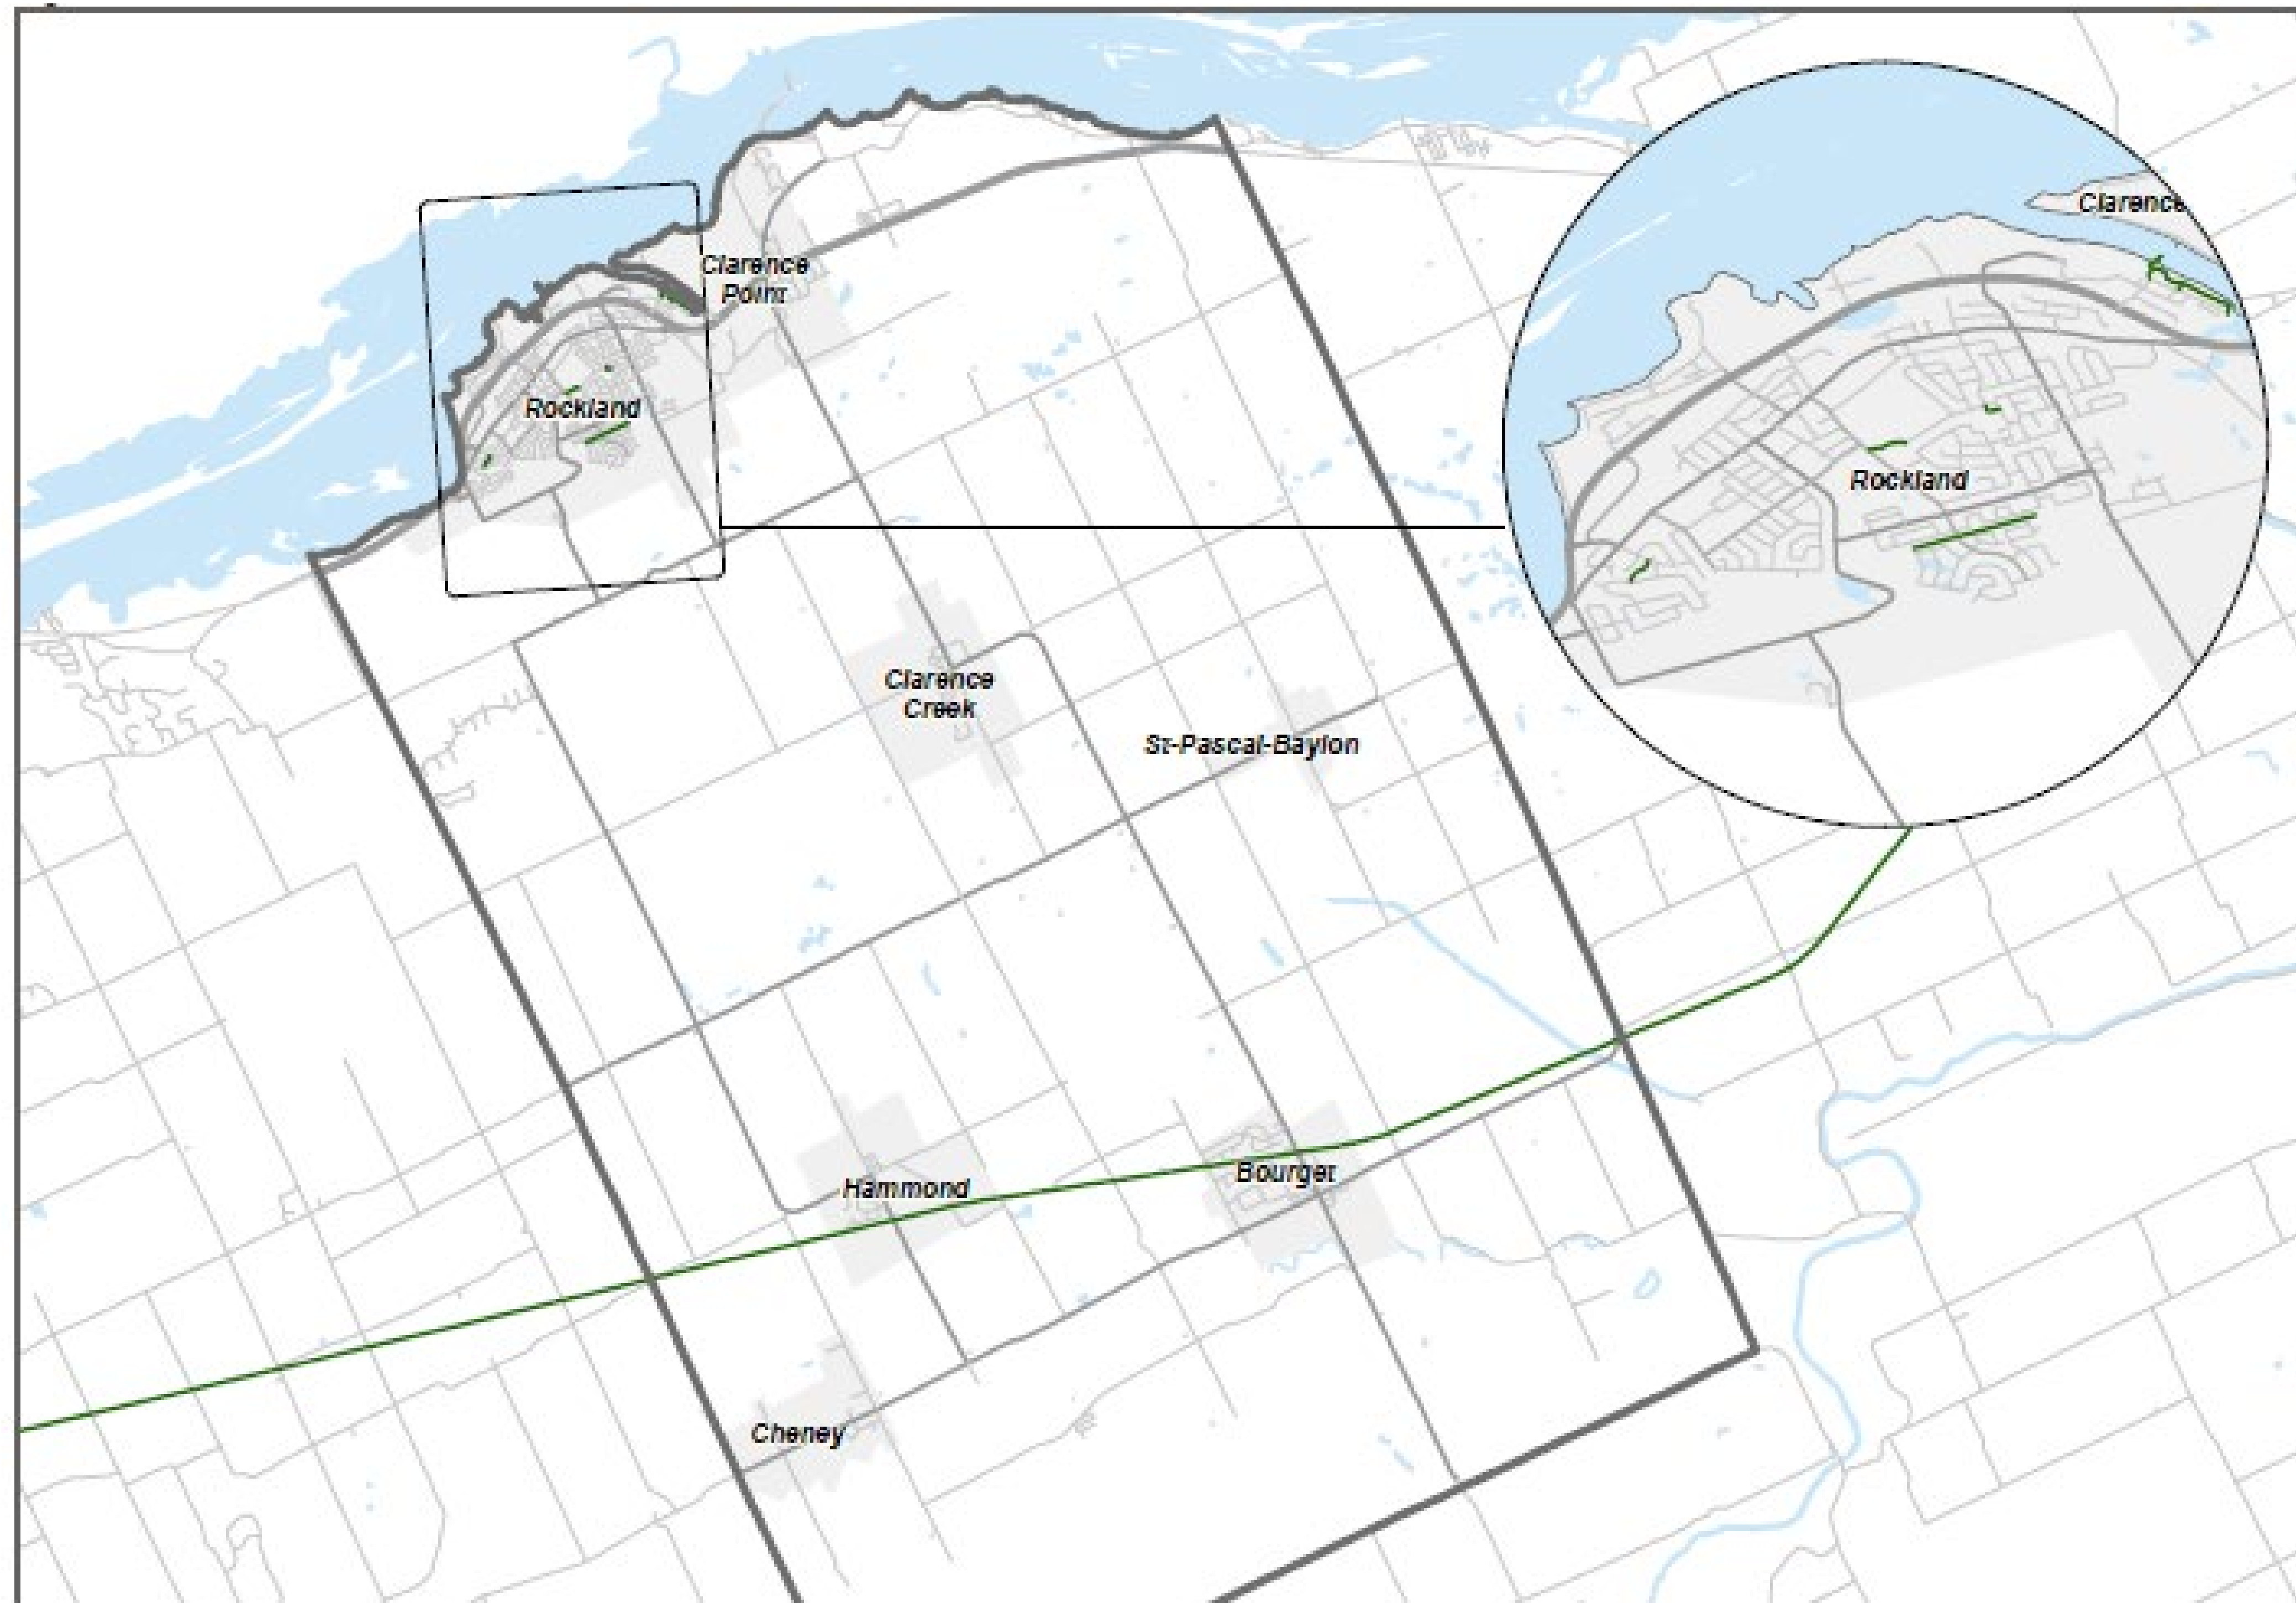 Clarence
Clarence
Point
Rockland
Rockland
Clarence
Creek
St-Pascal-Baylon
Hammond
Bourget
Cheney